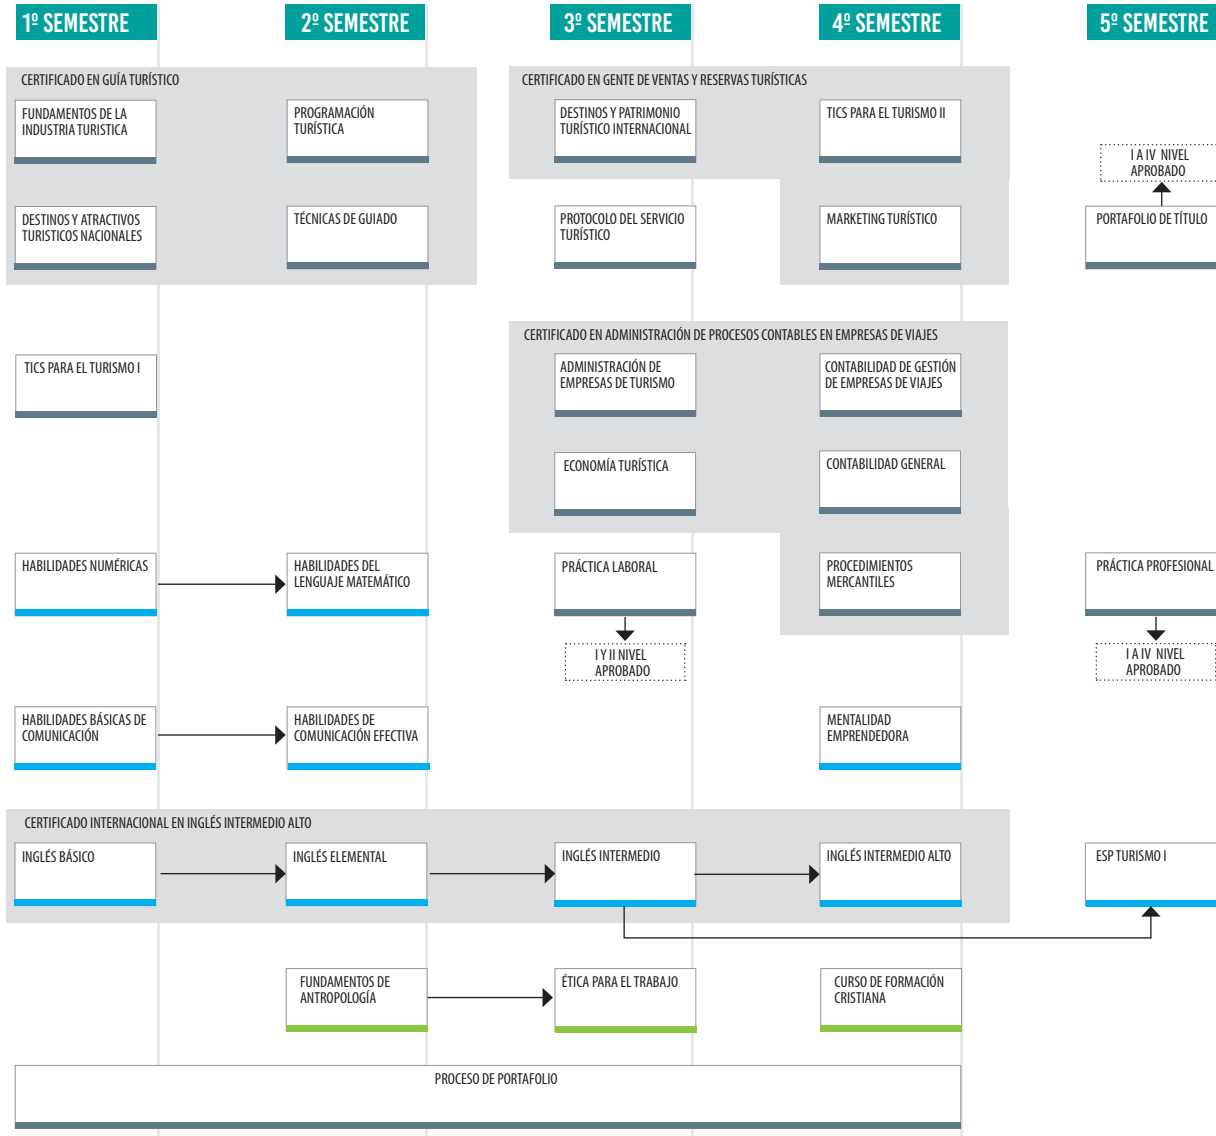 1º SEMESTRE
2º SEMESTRE
3º SEMESTRE
4º SEMESTRE
5º SEMESTRE
CERTIFICADO EN GUÍA TURÍSTICO
CERTIFICADO EN GENTE DE VENTAS Y RESERVAS TURÍSTICAS
FUNDAMENTOS DE LA
INDUSTRIA TURISTICA
PROGRAMACIÓN
TURÍSTICA
DESTINOS Y PATRIMONIO
TURÍSTICO INTERNACIONAL
TICS PARA EL TURISMO II
I A IV NIVEL
APROBADO
DESTINOS Y ATRACTIVOS
TURISTICOS NACIONALES
TÉCNICAS DE GUIADO
PROTOCOLO DEL SERVICIO
TURÍSTICO
MARKETING TURÍSTICO
PORTAFOLIO DE TÍTULO
CERTIFICADO EN ADMINISTRACIÓN DE PROCESOS CONTABLES EN EMPRESAS DE VIAJES
TICS PARA EL TURISMO I
ADMINISTRACIÓN DE
EMPRESAS DE TURISMO
CONTABILIDAD DE GESTIÓN
DE EMPRESAS DE VIAJES
ECONOMÍA TURÍSTICA
CONTABILIDAD GENERAL
HABILIDADES NUMÉRICAS
HABILIDADES DEL
LENGUAJE MATEMÁTICO
PRÁCTICA LABORAL
PROCEDIMIENTOS
MERCANTILES
PRÁCTICA PROFESIONAL
I Y II NIVEL
APROBADO
I A IV NIVEL
APROBADO
HABILIDADES BÁSICAS DE
COMUNICACIÓN
HABILIDADES DE
COMUNICACIÓN EFECTIVA
MENTALIDAD
EMPRENDEDORA
CERTIFICADO INTERNACIONAL EN INGLÉS INTERMEDIO ALTO
INGLÉS BÁSICO
INGLÉS ELEMENTAL
INGLÉS INTERMEDIO
INGLÉS INTERMEDIO ALTO
ESP TURISMO I
FUNDAMENTOS DE
ANTROPOLOGÍA
ÉTICA PARA EL TRABAJO
CURSO DE FORMACIÓN
CRISTIANA
PROCESO DE PORTAFOLIO